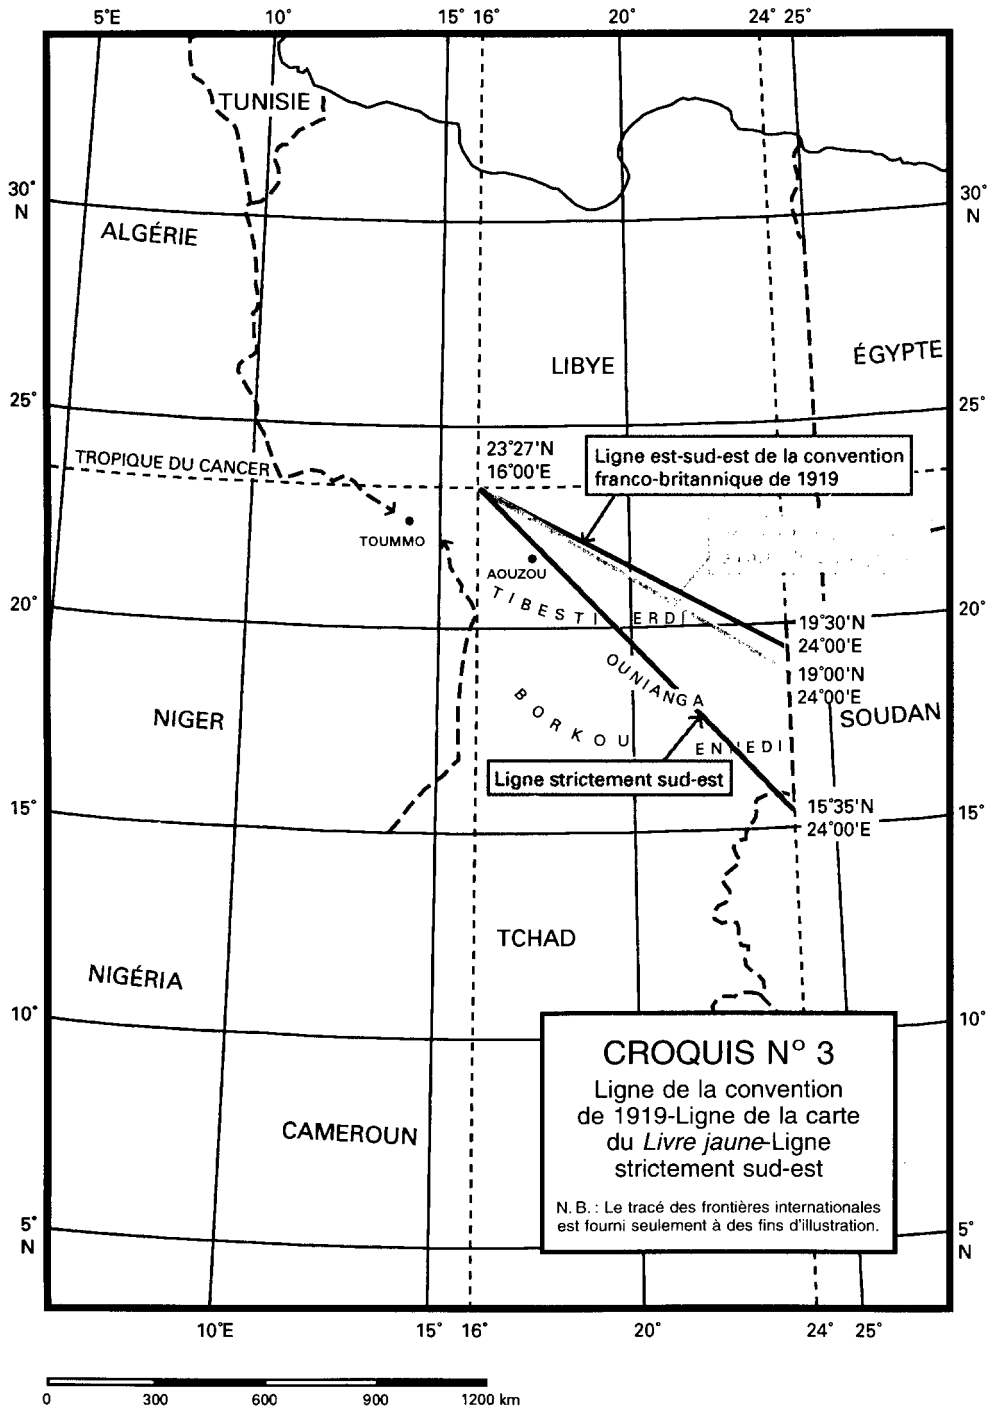 5°E 10° 15° 16° 20° 24° 25°
TUNISIE
30°
N
30°
N
ALGÉRIE
LIBYE
ÉGYPTE
25°
25°
23°27'N
16°00'E
Ligne est-sud-est de la convention
franco-britannique de 1919
TROPIQUE DU CANCER
TOUMMO
AOUZOU
TIBESTI
ERDI
20°
20°
19°30'N
24°00'E
19°00'N
24°00'E
OUNIANGA
BORKOU
ENNEDI
NIGER
SOUDAN
Ligne strictement sud-est
15°35'N
24°00'E
15°
15°
TCHAD
NIGÉRIA
10°
10°
CROQUIS N° 3
Ligne de la convention
de 1919-Ligne de la carte
du Livre jaune-Ligne
strictement sud-est
N. B. : Le tracé des frontières internationales
est fourni seulement à des fins d'illustration.
CAMEROUN
5°
N
5°
N
10°E 15° 16° 20° 24° 25°
0 300 600 900 1200 km